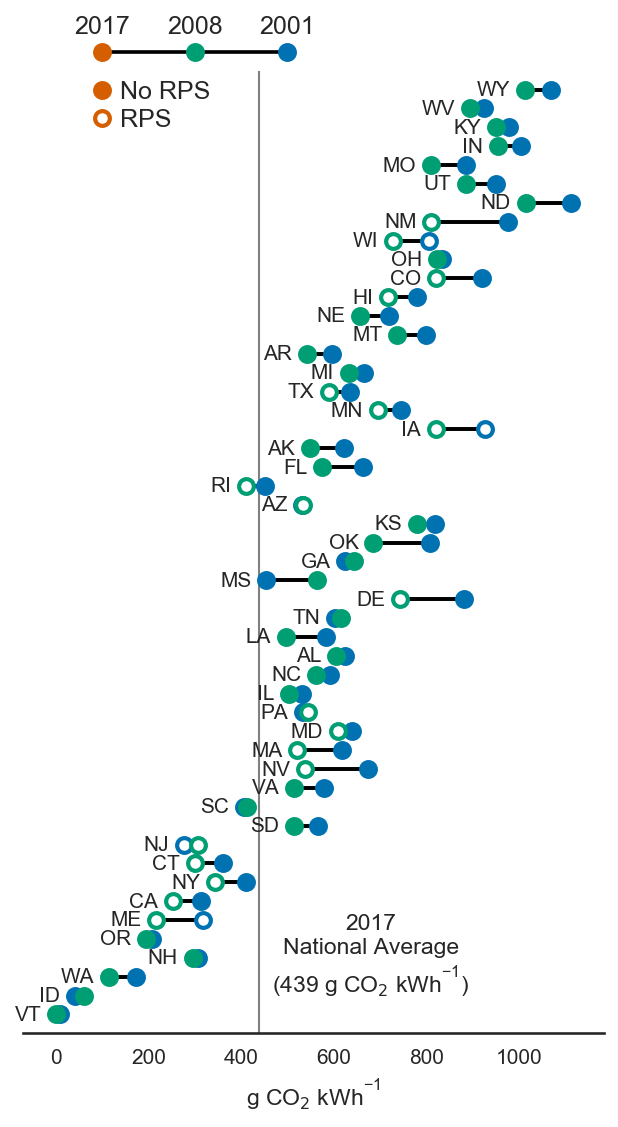 2017 2008 2001
No RPS
RPS
WY
WV
KY
IN
MO
UT
ND
NM
WI
OH
CO
HI
NE
MT
AR
MI
TX
MN
IA
AK
FL
RI
AZ
KS
OK
GA
MS
DE
TN
LA
AL
NC
IL
PA
MD
MA
NV
VA
SC
SD
NJ
CT
NY
CA
ME
OR
NH
WA
ID
VT
2017
National Average
(439 g CO₂ kWh⁻¹)
0 200 400 600 800 1000
g CO₂ kWh⁻¹